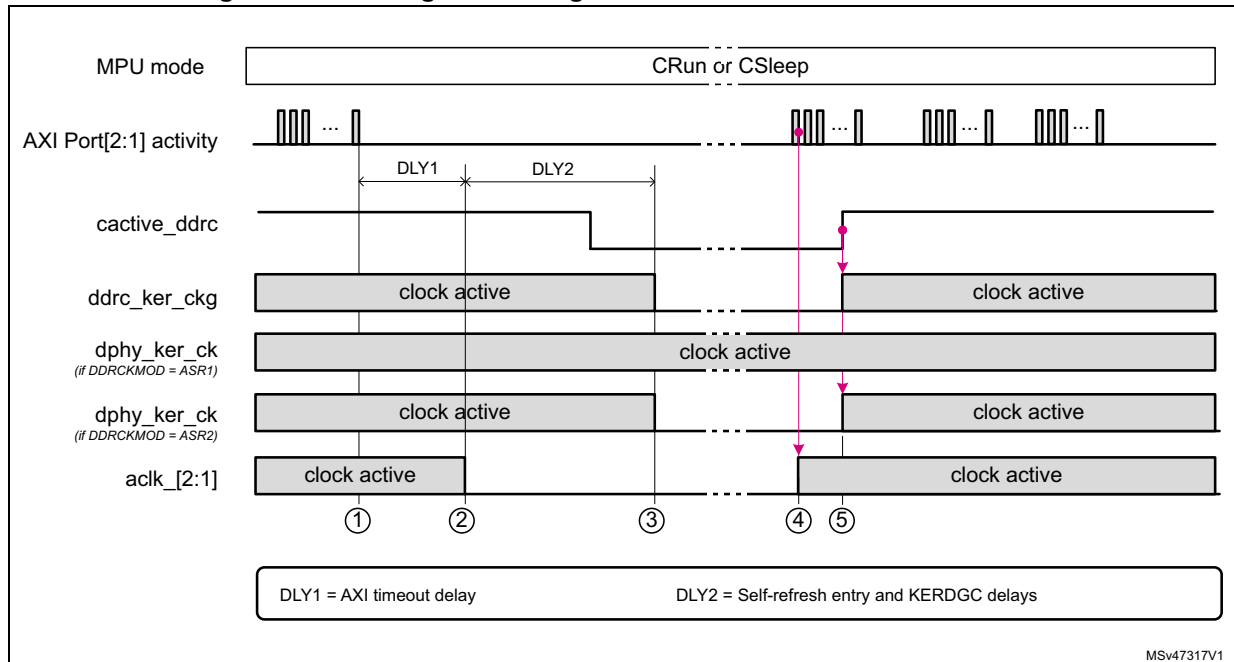 MPU mode
CRun or CSleep
AXI Port[2:1] activity
...
...
...
...
DLY1
DLY2
cactive_ddrc
ddrc_ker_ckg
clock active
clock active
dphy_ker_ck
(if DDRCKMOD = ASR1)
clock active
dphy_ker_ck
(if DDRCKMOD = ASR2)
clock active
clock active
aclk_[2:1]
clock active
clock active
1
2
3
4
5
DLY1 = AXI timeout delay
DLY2 = Self-refresh entry and KERDGC delays
MSv47317V1